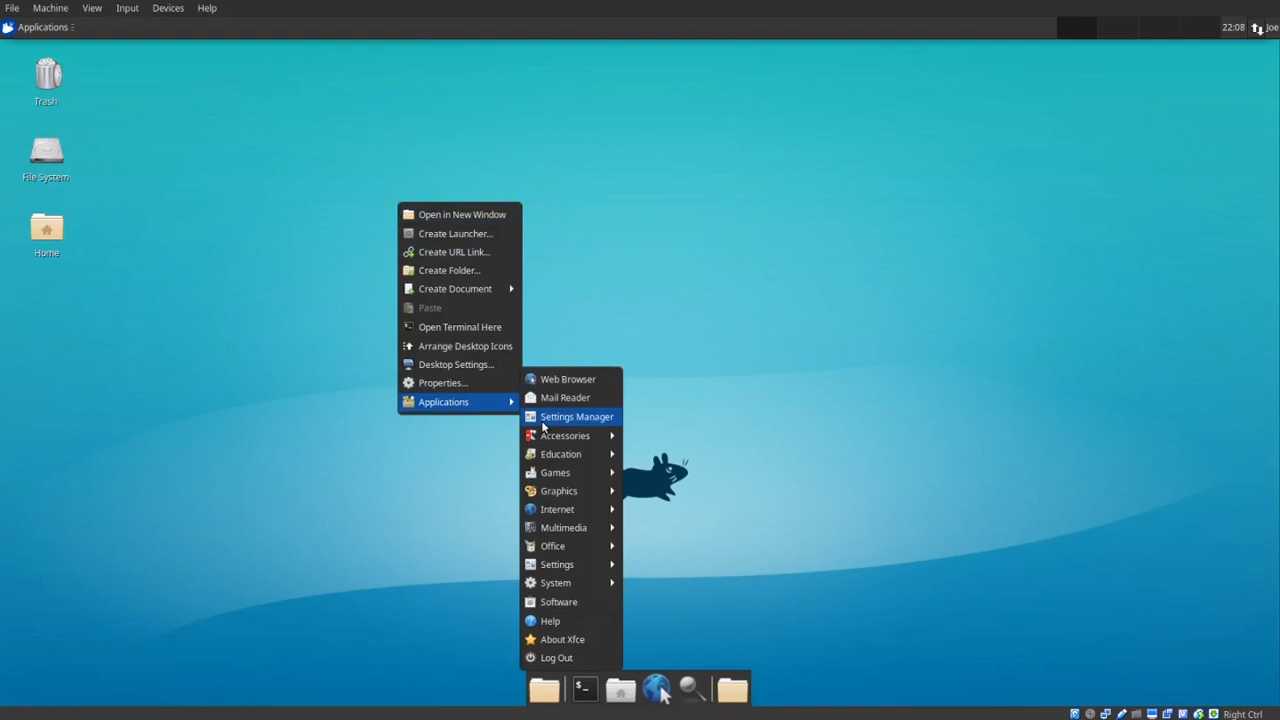 File Machine View Input Devices Help
Applications 22:08 Joe
Trash
File System
Home
Open in New Window
Create Launcher...
Create URL Link...
Create Folder...
Create Document
Paste
Open Terminal Here
Arrange Desktop Icons
Desktop Settings...
Properties...
Applications
Web Browser
Mail Reader
Settings Manager
Accessories
Education
Games
Graphics
Internet
Multimedia
Office
Settings
System
Software
Help
About Xfce
Log Out
Right Ctrl